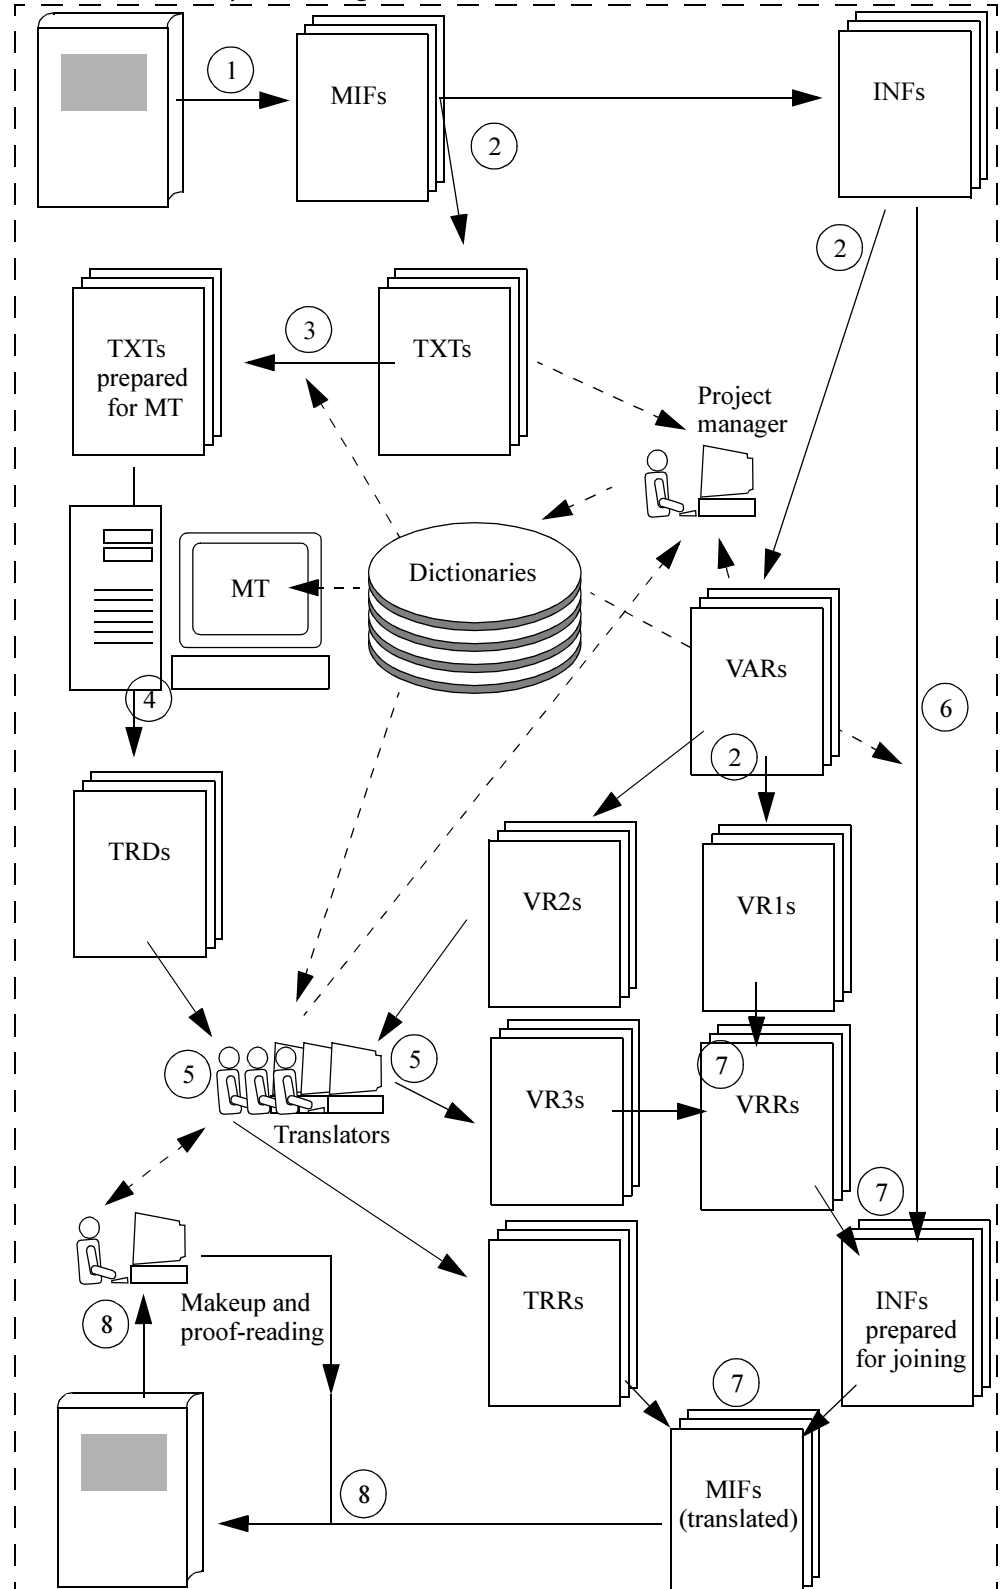 1
MIFs
INFs
2
2
3
TXTs
prepared
for MT
TXTs
Project
manager
MT
Dictionaries
VARs
4
6
2
TRDs
VR2s
VR1s
5
5
7
VR3s
VRRs
Translators
7
8
Makeup and
proof-reading
TRRs
INFs
prepared
for joining
7
8
MIFs
(translated)